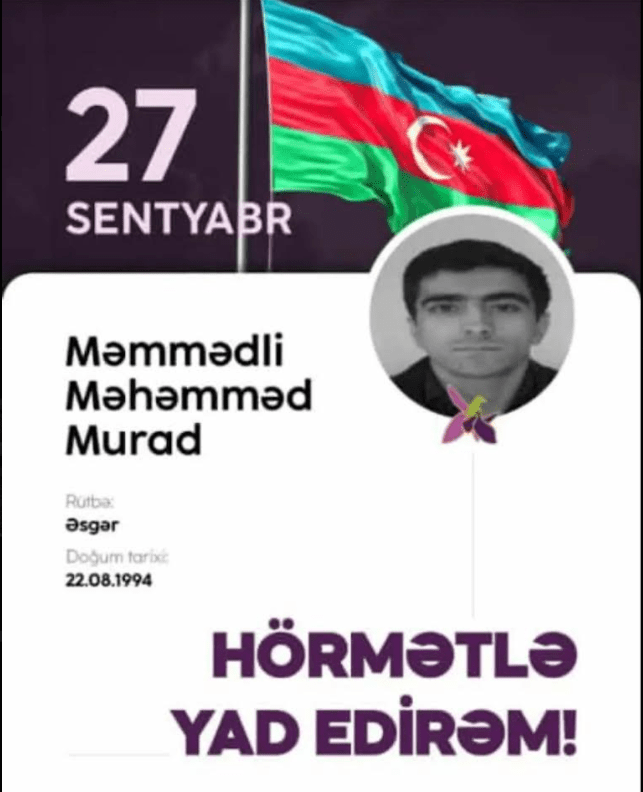 27
SENTYABR
Məmmədli
Məhəmməd
Murad
Rütbə:
Əsgər
Doğum tarixi:
22.08.1994
HÖRMƏTLƏ
YAD EDİRƏM!